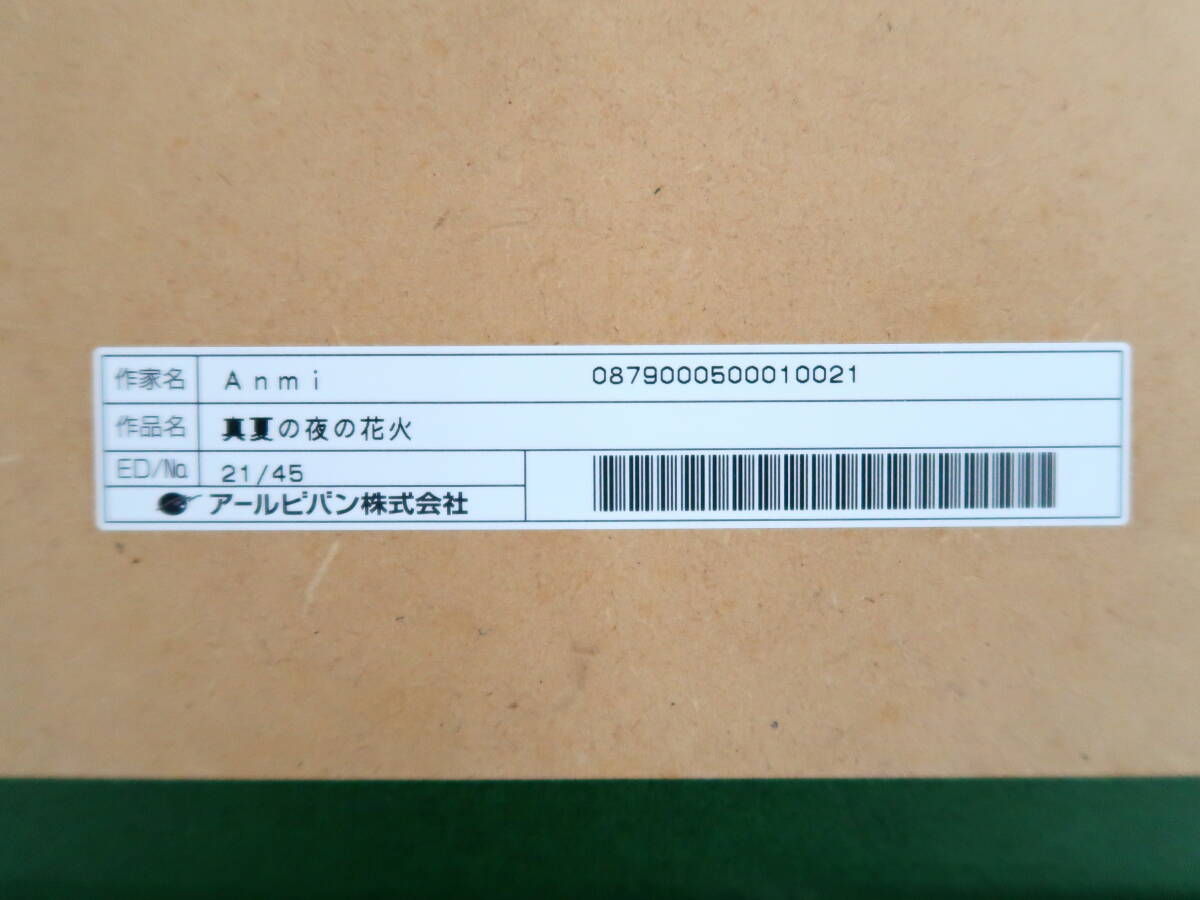 作家名 Anmi 0879000500010021
作品名 真夏の夜の花火
ED/No. 21/45
アールビバン株式会社